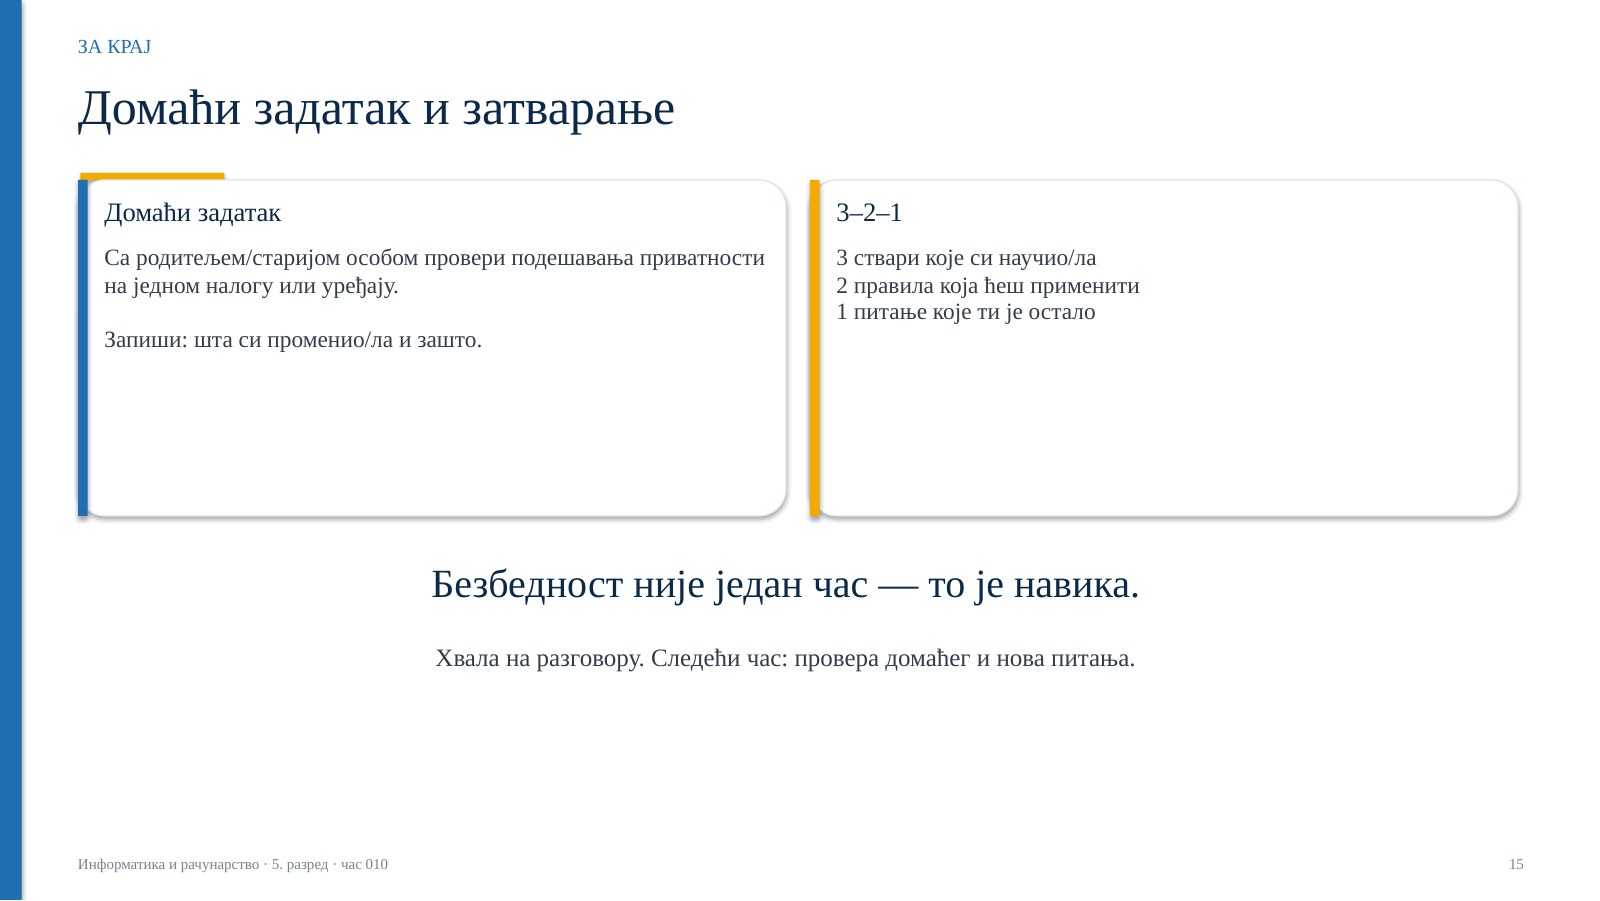 ЗА КРАЈ
Домаћи задатак и затварање
Домаћи задатак
Са родитељем/старијом особом провери подешавања приватности
на једном налогу или уређају.
Запиши: шта си променио/ла и зашто.
3–2–1
3 ствари које си научио/ла
2 правила која ћеш применити
1 питање које ти је остало
Безбедност није један час — то је навика.
Хвала на разговору. Следећи час: провера домаћег и нова питања.
Информатика и рачунарство · 5. разред · час 010
15